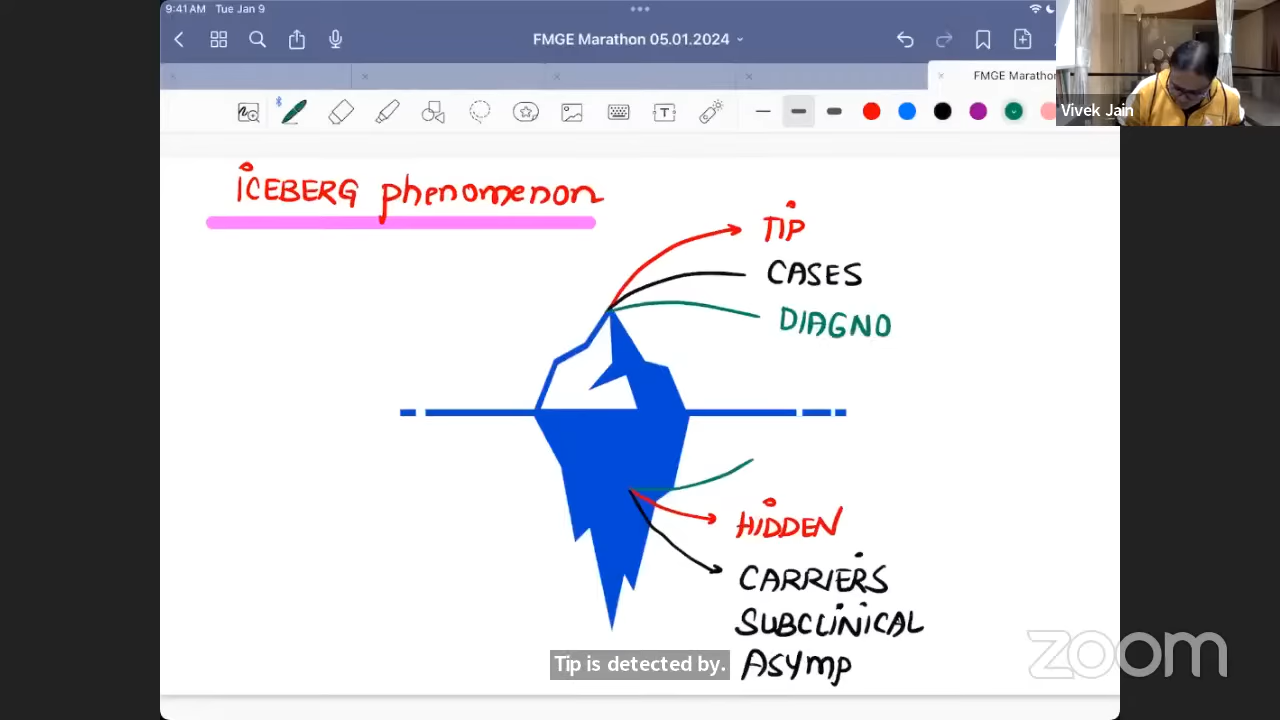 9:41 AM Tue Jan 9
FMGE Marathon 05.01.2024
FMGE Marathon
T
Vivek Jain
ICEBERG phenomenon
TIP
CASES
DIAGNO
HIDDEN
CARRIERS
SUBCLINICAL
ASYMP
Tip is detected by.
zoom